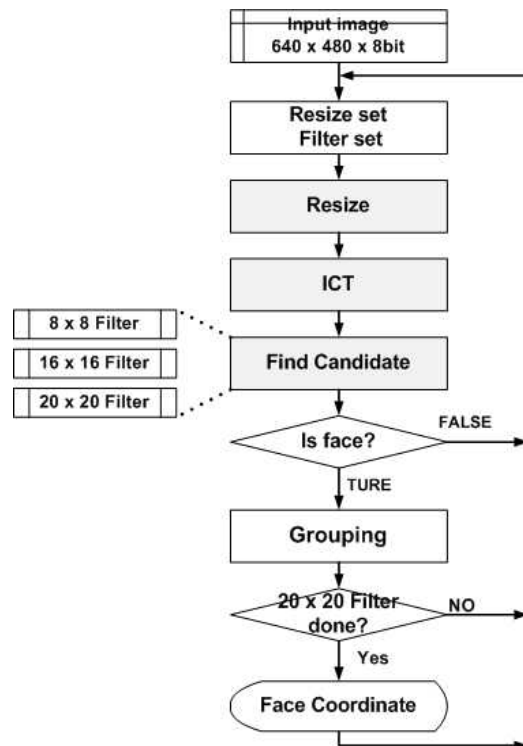 Input image
640 x 480 x 8bit
Resize set
Filter set
Resize
ICT
8 x 8 Filter
16 x 16 Filter
20 x 20 Filter
Find Candidate
Is face?
FALSE
TURE
Grouping
20 x 20 Filter
done?
NO
Yes
Face Coordinate